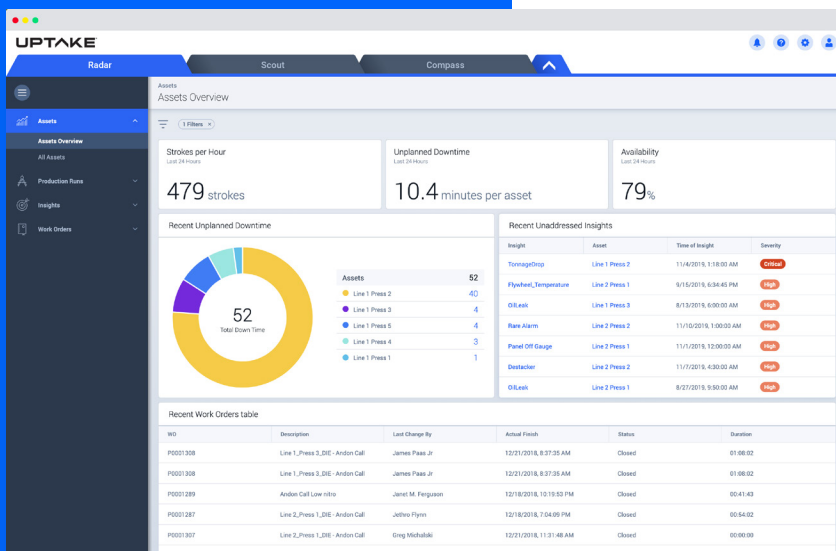 UPTAKE
Radar
Scout
Compass
Assets
Assets Overview
All Assets
Production Runs
Insights
Work Orders
Assets
Assets Overview
1 Filters ×
Strokes per Hour
Last 24 Hours
479 strokes
Unplanned Downtime
Last 24 Hours
10.4 minutes per asset
Availability
Last 24 Hours
79%
Recent Unplanned Downtime
52
Total Down Time
Assets 52
Line 1 Press 2 40
Line 1 Press 3 4
Line 1 Press 5 4
Line 1 Press 4 3
Line 1 Press 1 1
Recent Unaddressed Insights
Insight Asset Time of Insight Severity
TonnageDrop Line 1 Press 2 11/4/2019, 1:18:00 AM Critical
Flywheel_Temperature Line 2 Press 1 9/15/2019, 6:34:45 PM High
OilLeak Line 1 Press 3 8/13/2019, 6:00:00 AM High
Rare Alarm Line 2 Press 2 11/10/2019, 1:00:00 AM High
Panel Off Gauge Line 2 Press 1 11/1/2019, 12:00:00 AM High
Destacker Line 2 Press 2 11/7/2019, 4:30:00 AM High
OilLeak Line 2 Press 1 8/27/2019, 9:50:00 AM High
Recent Work Orders table
WO Description Last Change By Actual Finish Status Duration
P0001308 Line 1_Press 3_DIE - Andon Call James Paas Jr 12/21/2018, 8:37:35 AM Closed 01:08:02
P0001308 Line 1_Press 3_DIE - Andon Call James Paas Jr 12/21/2018, 8:37:35 AM Closed 01:08:02
P0001289 Andon Call Low nitro Janet M. Ferguson 12/18/2018, 10:19:53 PM Closed 00:41:43
P0001287 Line 2_Press 1_DIE - Andon Call Jethro Flynn 12/18/2018, 7:04:09 PM Closed 00:54:02
P0001307 Line 2_Press 1_DIE - Andon Call Greg Michalski 12/21/2018, 11:31:48 AM Closed 00:00:00